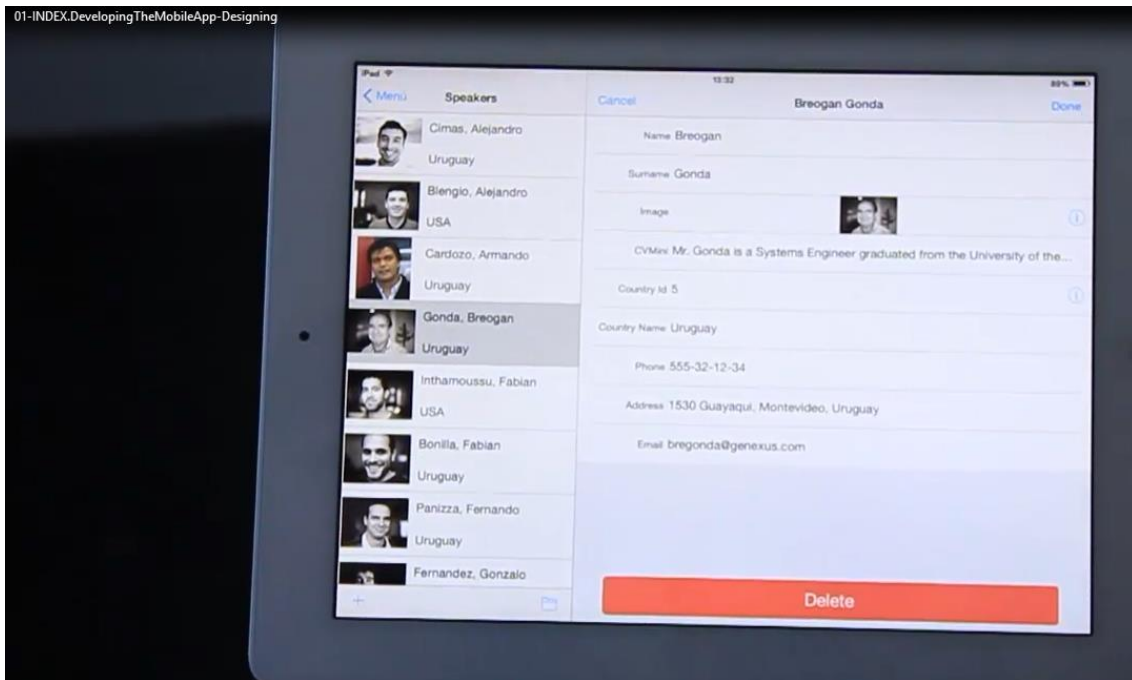 01-INDEX.DevelopingTheMobileApp-Designing
iPad
13:32
89%
Menú
Speakers
Cancel
Breogan Gonda
Done
Cimas, Alejandro
Uruguay
Blengio, Alejandro
USA
Cardozo, Armando
Uruguay
Gonda, Breogan
Uruguay
Inthamoussu, Fabian
USA
Bonilla, Fabian
Uruguay
Panizza, Fernando
Uruguay
Fernandez, Gonzalo
+
Name Breogan
Surname Gonda
Image
CVMini Mr. Gonda is a Systems Engineer graduated from the University of the...
Country Id 5
Country Name Uruguay
Phone 555-32-12-34
Address 1530 Guayaqui, Montevideo, Uruguay
Email bregonda@genexus.com
Delete